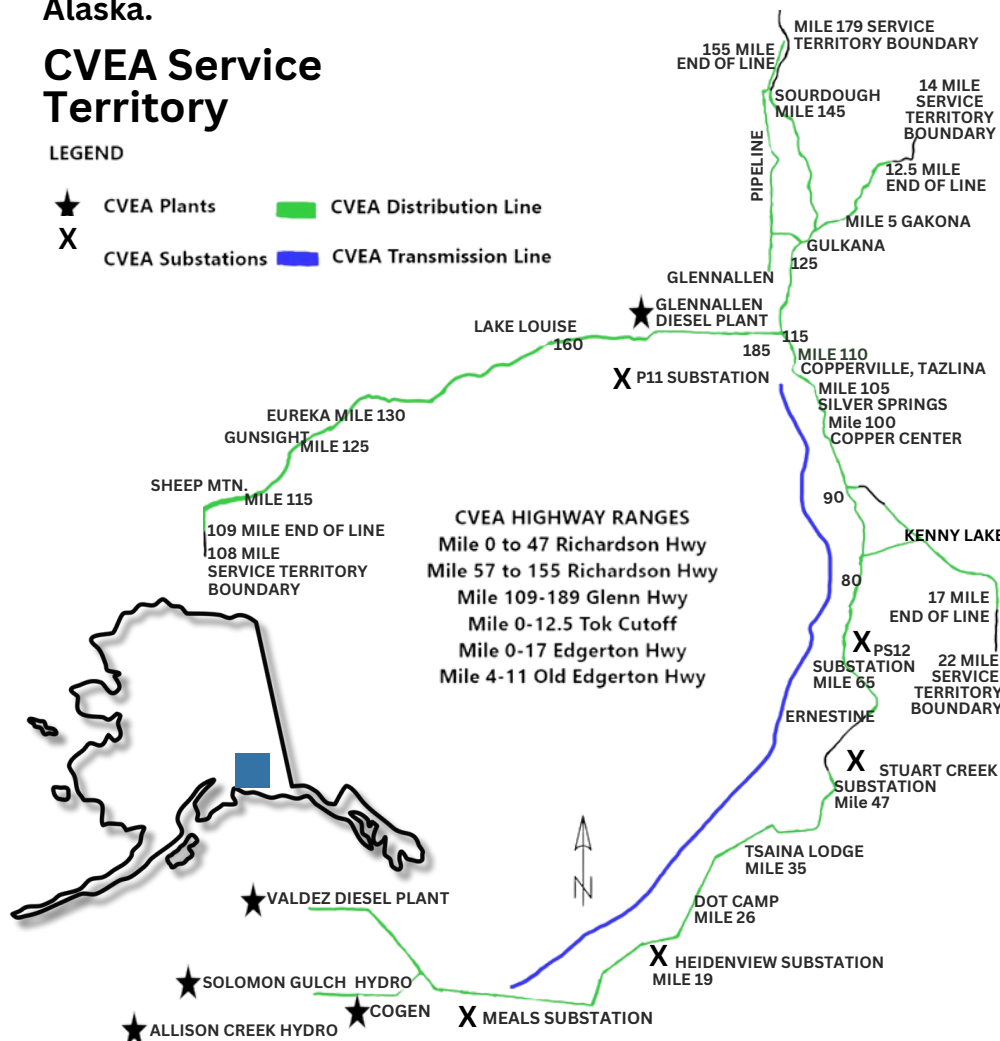 Alaska.
CVEA Service
Territory
LEGEND
CVEA Plants
CVEA Distribution Line
X
CVEA Substations
CVEA Transmission Line
MILE 179 SERVICE
TERRITORY BOUNDARY
155 MILE
END OF LINE
SOURDOUGH
MILE 145
14 MILE
SERVICE
TERRITORY
BOUNDARY
PIPELINE
12.5 MILE
END OF LINE
MILE 5 GAKONA
GULKANA
125
GLENNALLEN
GLENNALLEN
DIESEL PLANT
LAKE LOUISE
160
115
185
MILE 110
COPPERVILLE, TAZLINA
X P11 SUBSTATION
MILE 105
SILVER SPRINGS
Mile 100
COPPER CENTER
EUREKA MILE 130
GUNSIGHT
MILE 125
SHEEP MTN.
MILE 115
109 MILE END OF LINE
108 MILE
SERVICE TERRITORY
BOUNDARY
90
KENNY LAKE
80
17 MILE
END OF LINE
CVEA HIGHWAY RANGES
Mile 0 to 47 Richardson Hwy
Mile 57 to 155 Richardson Hwy
Mile 109-189 Glenn Hwy
Mile 0-12.5 Tok Cutoff
Mile 0-17 Edgerton Hwy
Mile 4-11 Old Edgerton Hwy
X PS12
SUBSTATION
MILE 65
22 MILE
SERVICE
TERRITORY
BOUNDARY
ERNESTINE
X STUART CREEK
SUBSTATION
Mile 47
TSAINA LODGE
MILE 35
N
DOT CAMP
MILE 26
X HEIDENVIEW SUBSTATION
MILE 19
VALDEZ DIESEL PLANT
SOLOMON GULCH HYDRO
COGEN
X MEALS SUBSTATION
ALLISON CREEK HYDRO